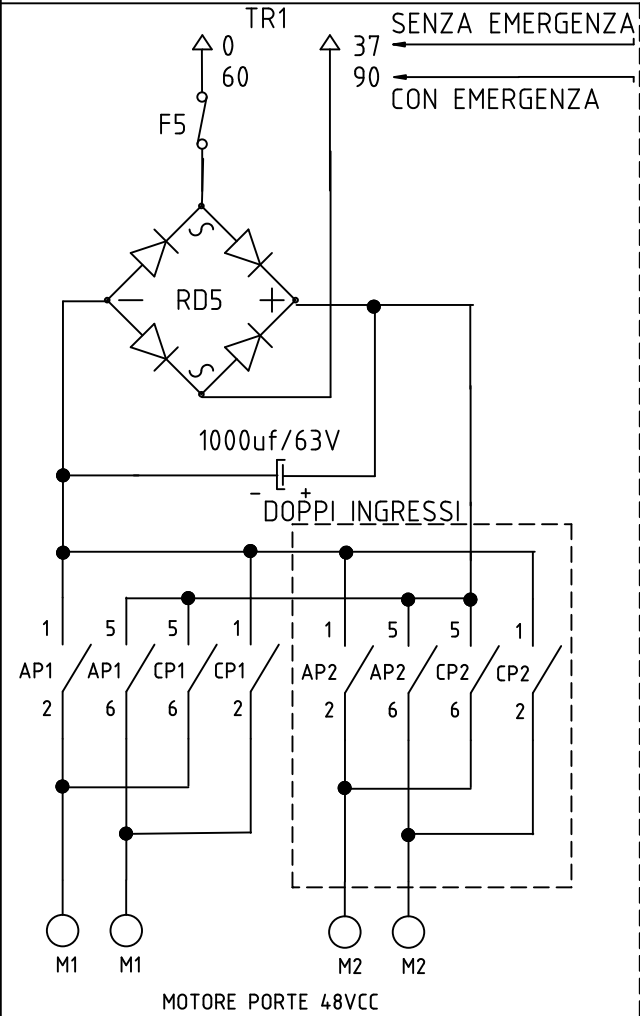 TR1
SENZA EMERGENZA
0
37
60
90
CON EMERGENZA
F5
S
− RD5 +
S
1000uf/63V
- +
DOPPI INGRESSI
1 5 5 1 1 5 5 1
AP1 AP1 CP1 CP1 AP2 AP2 CP2 CP2
2 6 6 2 2 6 6 2
M1 M1 M2 M2
MOTORE PORTE 48VCC